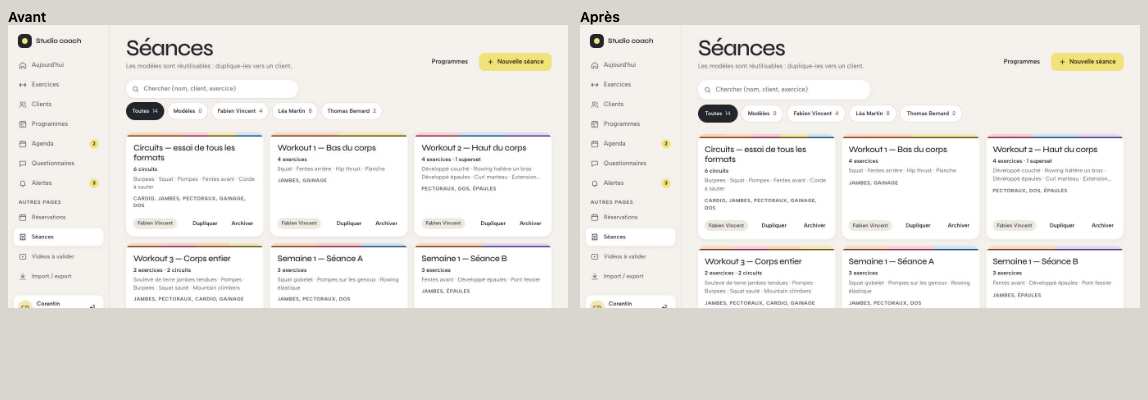 Avant
Studio coach
Aujourd'hui
Exercices
Clients
Programmes
Agenda 2
Questionnaires
Alertes 3
AUTRES PAGES
Réservations
Séances
Vidéos à valider
Import / export
Corentin
Séances
Les modèles sont réutilisables : duplique-les vers un client.
Programmes
+ Nouvelle séance
Chercher (nom, client, exercice)
Toutes 14
Modèles 0
Fabien Vincent 4
Léa Martin 8
Thomas Bernard 2
Circuits — essai de tous les
formats
6 circuits
Burpees · Squat · Pompes · Fentes avant · Corde
à sauter
CARDIO, JAMBES, PECTORAUX, GAINAGE,
DOS
Fabien Vincent Dupliquer Archiver
Workout 1 — Bas du corps
4 exercices
Squat · Fentes arrière · Hip thrust · Planche
JAMBES, GAINAGE
Fabien Vincent Dupliquer Archiver
Workout 2 — Haut du corps
4 exercices · 1 superset
Développé couché · Rowing haltère un bras ·
Développé épaules · Curl marteau · Extension…
PECTORAUX, DOS, ÉPAULES
Fabien Vincent Dupliquer Archiver
Workout 3 — Corps entier
2 exercices · 2 circuits
Soulevé de terre jambes tendues · Pompes ·
Burpees · Squat sauté · Mountain climbers
JAMBES, PECTORAUX, CARDIO, GAINAGE
Semaine 1 — Séance A
3 exercices
Squat gobelet · Pompes sur les genoux · Rowing
élastique
JAMBES, PECTORAUX, DOS
Semaine 1 — Séance B
3 exercices
Fentes avant · Développé épaules · Pont fessier
JAMBES, ÉPAULES
Après
Studio coach
Aujourd'hui
Exercices
Clients
Programmes
Agenda 2
Questionnaires
Alertes 3
AUTRES PAGES
Réservations
Séances
Vidéos à valider
Import / export
Corentin
Séances
Les modèles sont réutilisables : duplique-les vers un client.
Programmes
+ Nouvelle séance
Chercher (nom, client, exercice)
Toutes 14
Modèles 0
Fabien Vincent 4
Léa Martin 8
Thomas Bernard 2
Circuits — essai de tous les
formats
6 circuits
Burpees · Squat · Pompes · Fentes avant · Corde
à sauter
CARDIO, JAMBES, PECTORAUX, GAINAGE,
DOS
Fabien Vincent Dupliquer Archiver
Workout 1 — Bas du corps
4 exercices
Squat · Fentes arrière · Hip thrust · Planche
JAMBES, GAINAGE
Fabien Vincent Dupliquer Archiver
Workout 2 — Haut du corps
4 exercices · 1 superset
Développé couché · Rowing haltère un bras ·
Développé épaules · Curl marteau · Extension…
PECTORAUX, DOS, ÉPAULES
Fabien Vincent Dupliquer Archiver
Workout 3 — Corps entier
2 exercices · 2 circuits
Soulevé de terre jambes tendues · Pompes ·
Burpees · Squat sauté · Mountain climbers
JAMBES, PECTORAUX, CARDIO, GAINAGE
Semaine 1 — Séance A
3 exercices
Squat gobelet · Pompes sur les genoux · Rowing
élastique
JAMBES, PECTORAUX, DOS
Semaine 1 — Séance B
3 exercices
Fentes avant · Développé épaules · Pont fessier
JAMBES, ÉPAULES